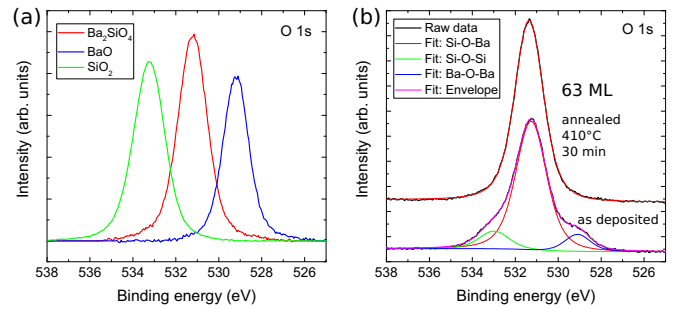 (a)
O 1s
Ba₂SiO₄
BaO
SiO₂
Intensity (arb. units)
538 536 534 532 530 528 526
Binding energy (eV)
(b)
O 1s
Raw data
Fit: Si-O-Ba
Fit: Si-O-Si
Fit: Ba-O-Ba
Fit: Envelope
63 ML
annealed
410°C
30 min
as deposited
Intensity (arb. units)
538 536 534 532 530 528 526
Binding energy (eV)